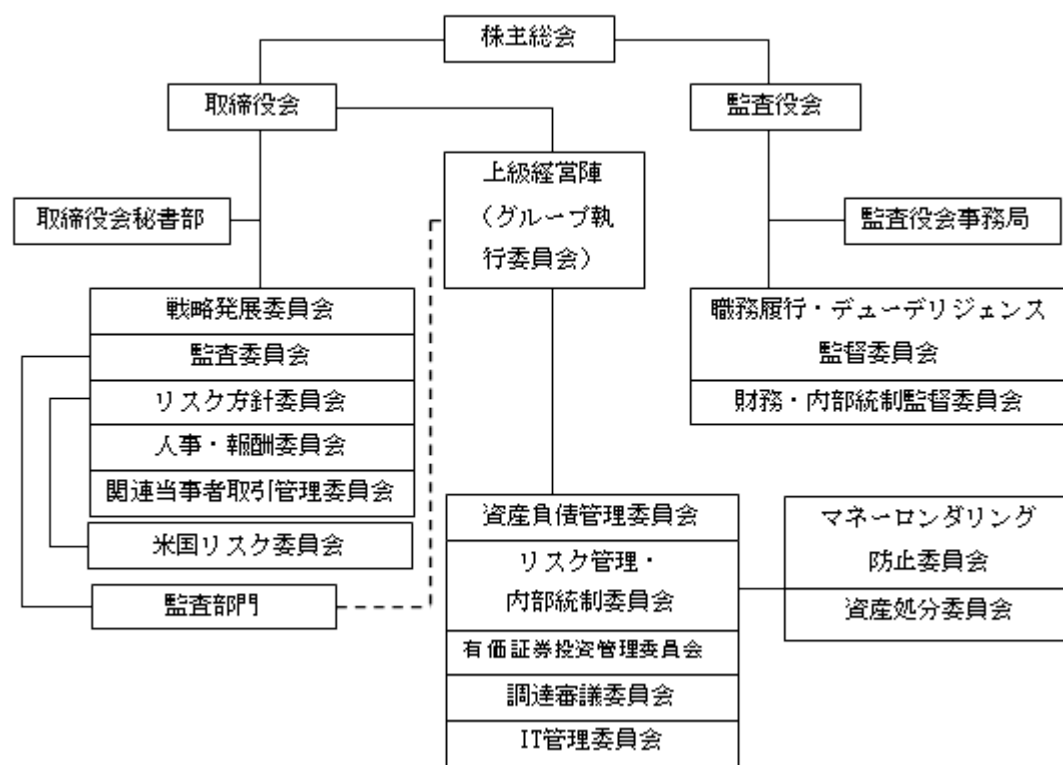 株主総会
取締役会
監査役会
上級経営陣
（グループ執
行委員会）
取締役会秘書部
監査役会事務局
戦略発展委員会
監査委員会
リスク方針委員会
人事・報酬委員会
関連当事者取引管理委員会
米国リスク委員会
監査部門
職務履行・デューデリジェンス
監督委員会
財務・内部統制監督委員会
資産負債管理委員会
リスク管理・
内部統制委員会
有価証券投資管理委員会
調達審議委員会
IT管理委員会
マネーロンダリング
防止委員会
資産処分委員会